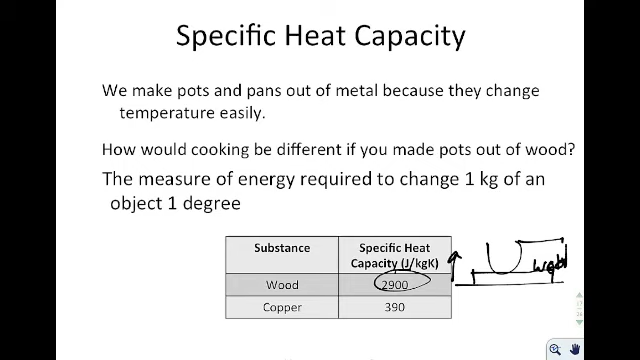 Specific Heat Capacity
We make pots and pans out of metal because they change
temperature easily.
How would cooking be different if you made pots out of wood?
The measure of energy required to change 1 kg of an
object 1 degree
Substance
Specific Heat
Capacity (J/kgK)
Wood 2900
Copper 390